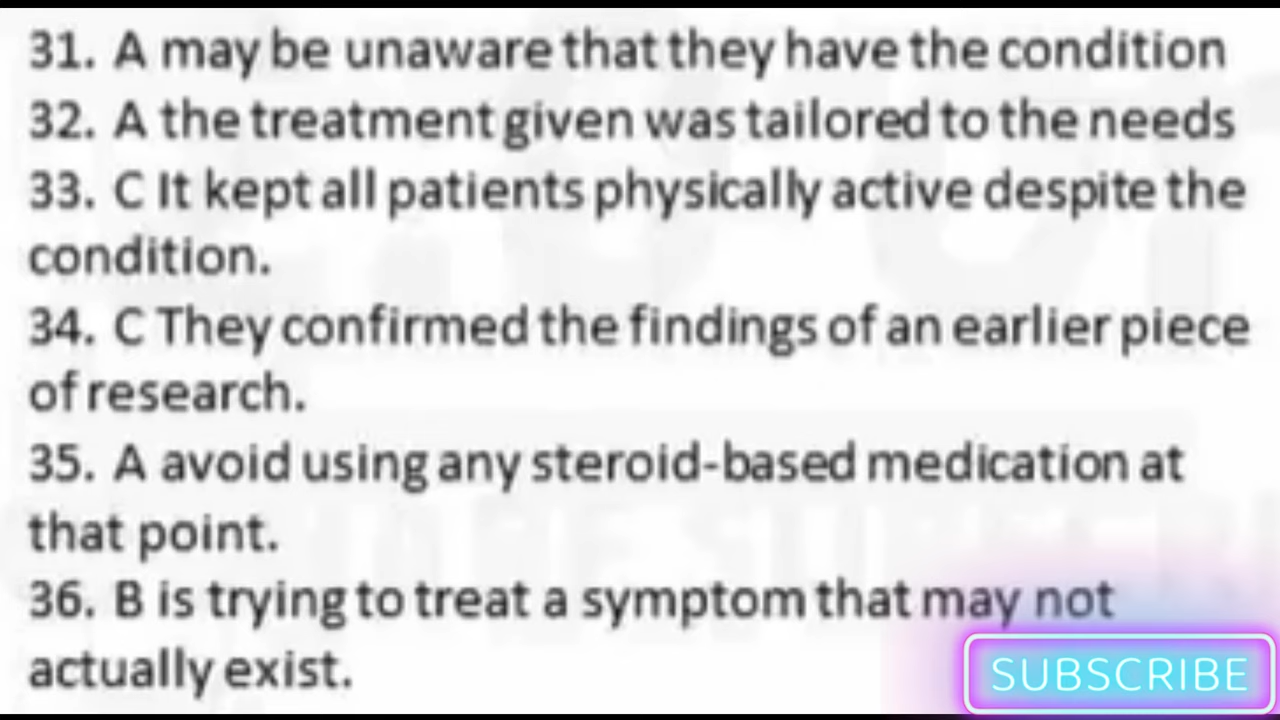 31. A may be unaware that they have the condition
32. A the treatment given was tailored to the needs
33. C It kept all patients physically active despite the
condition.
34. C They confirmed the findings of an earlier piece
of research.
35. A avoid using any steroid-based medication at
that point.
36. B is trying to treat a symptom that may not
actually exist.
SUBSCRIBE